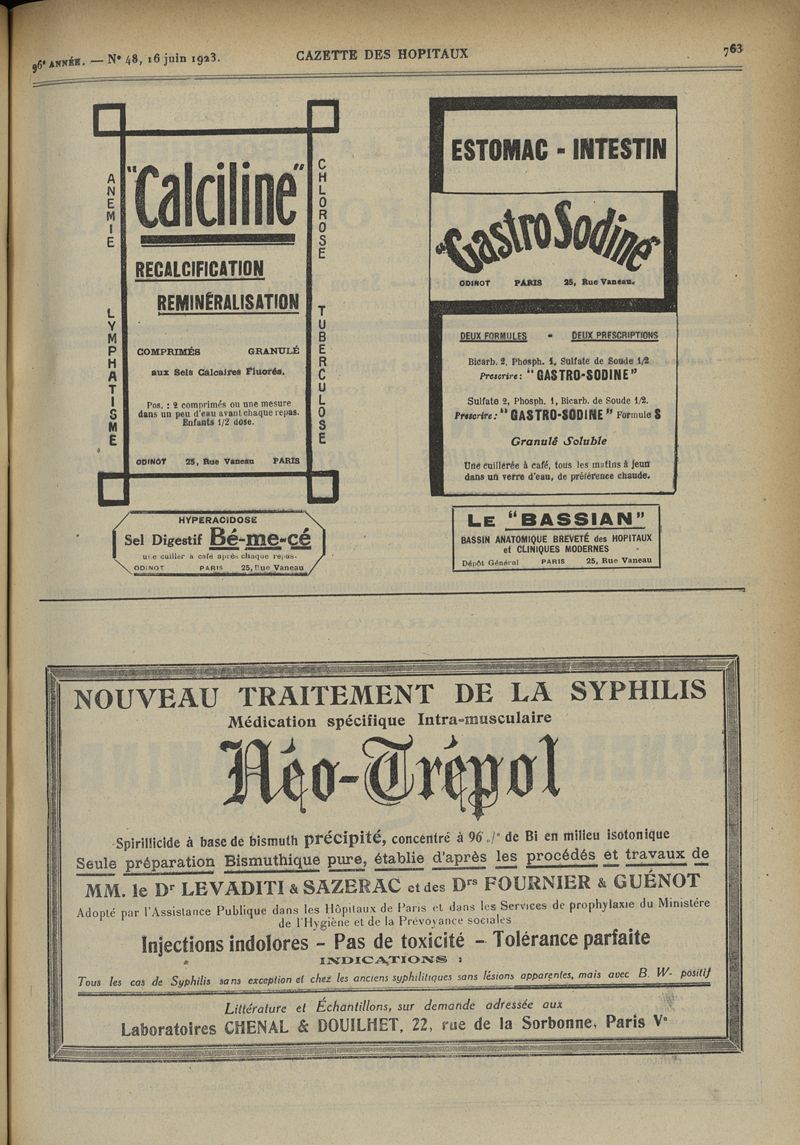 96e ANNÉE. — N° 48, 16 juin 1923.
CAZETTE DES HOPITAUX
763
ANEMIE
LYMPHATISME
"Calciline"
RECALCIFICATION
REMINÉRALISATION
COMPRIMÉS GRANULÉ
aux Sels Calcaires Fluorés.
Pos. : 2 comprimés ou une mesure
dans un peu d'eau avant chaque repas.
Enfants 1/2 dose.
ODINOT 25, Rue Vaneau PARIS
CHLOROSE
TUBERCULOSE
HYPERACIDOSE
Sel Digestif Bé-me-cé
une cuiller à café après chaque repas.
ODINOT PARIS 25, Rue Vaneau
ESTOMAC - INTESTIN
"GastroSodine"
ODINOT PARIS 25, Rue Vaneau.
DEUX FORMULES - DEUX PRESCRIPTIONS
Bicarb. 2, Phosph. 1, Sulfate de Soude 1/2
Prescrire: "GASTRO-SODINE"
Sulfate 2, Phosph. 1, Bicarb. de Soude 1/2.
Prescrire: "GASTRO-SODINE" Formule S
Granulé Soluble
Une cuillerée à café, tous les matins à jeun
dans un verre d'eau, de préférence chaude.
LE "BASSIAN"
BASSIN ANATOMIQUE BREVETÉ des HOPITAUX
et CLINIQUES MODERNES
Dépôt Général PARIS 25, Rue Vaneau
NOUVEAU TRAITEMENT DE LA SYPHILIS
Médication spécifique Intra-musculaire
Néo-Trépol
Spirillicide à base de bismuth précipité, concentré à 96 ./° de Bi en milieu isotonique
Seule préparation Bismuthique pure, établie d'après les procédés et travaux de
MM. le Dr LEVADITI & SAZERAC et des Drs FOURNIER & GUÉNOT
Adopté par l'Assistance Publique dans les Hôpitaux de Paris et dans les Services de prophylaxie du Ministère
de l'Hygiène et de la Prévoyance sociales
Injections indolores - Pas de toxicité - Tolérance parfaite
INDICATIONS :
Tous les cas de Syphilis sans exception et chez les anciens syphilitiques sans lésions apparentes, mais avec B. W- positif
Littérature et Échantillons, sur demande adressée aux
Laboratoires CHENAL & DOUILHET, 22, rue de la Sorbonne, Paris Ve